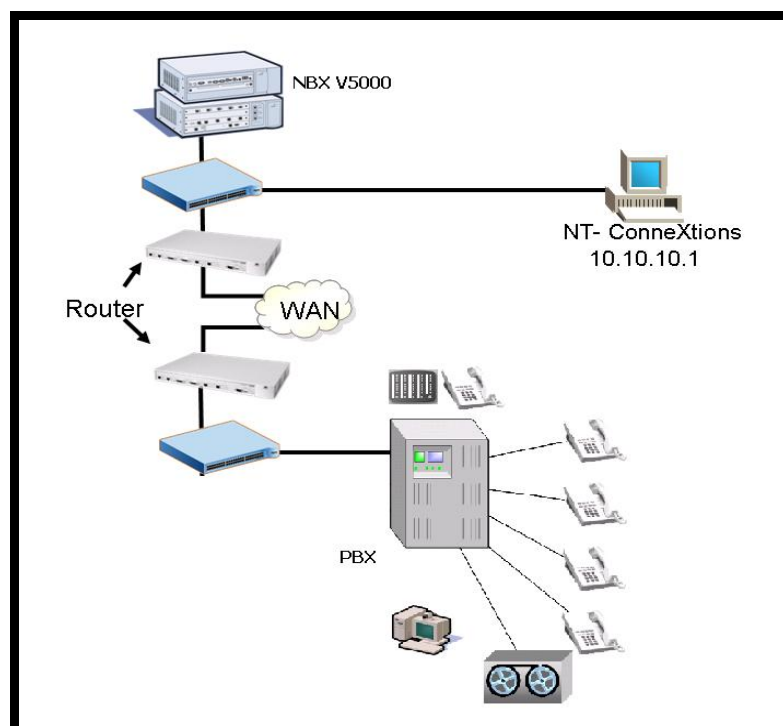 NBX V5000
NT- ConneXtions
10.10.10.1
Router
WAN
PBX